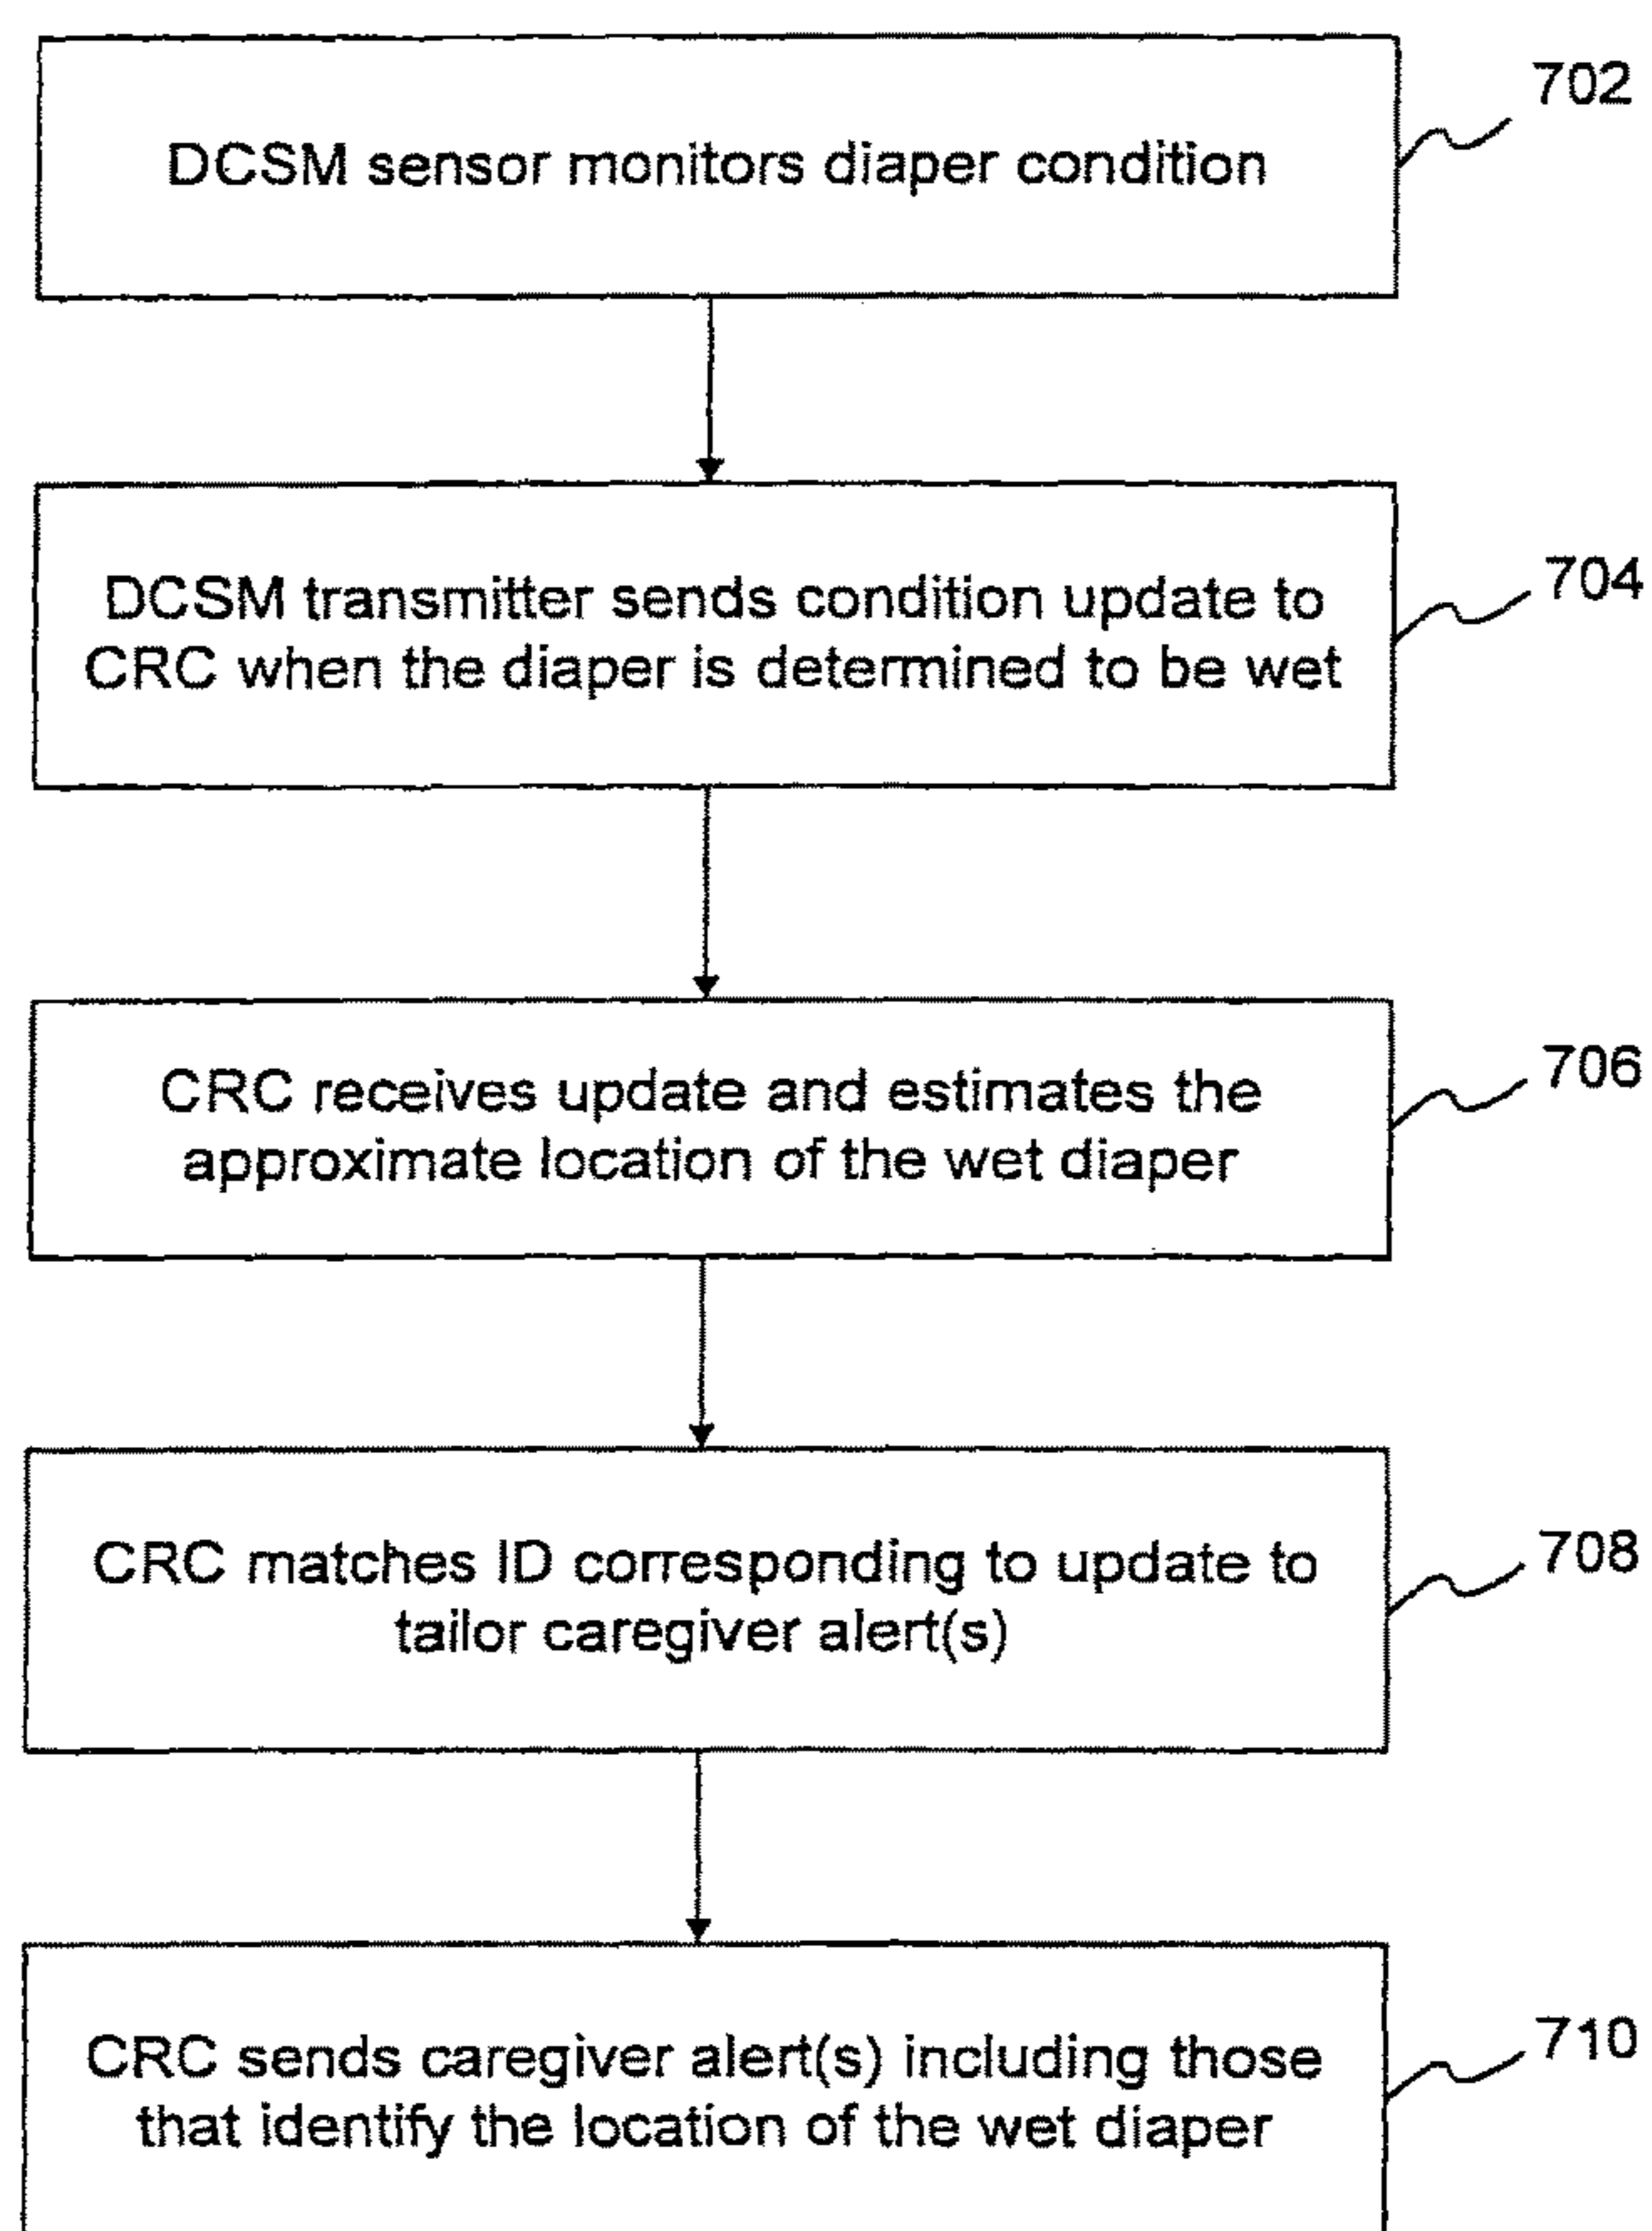 DCSM sensor monitors diaper condition
702
DCSM transmitter sends condition update to
CRC when the diaper is determined to be wet
704
CRC receives update and estimates the
approximate location of the wet diaper
706
CRC matches ID corresponding to update to
tailor caregiver alert(s)
708
CRC sends caregiver alert(s) including those
that identify the location of the wet diaper
710